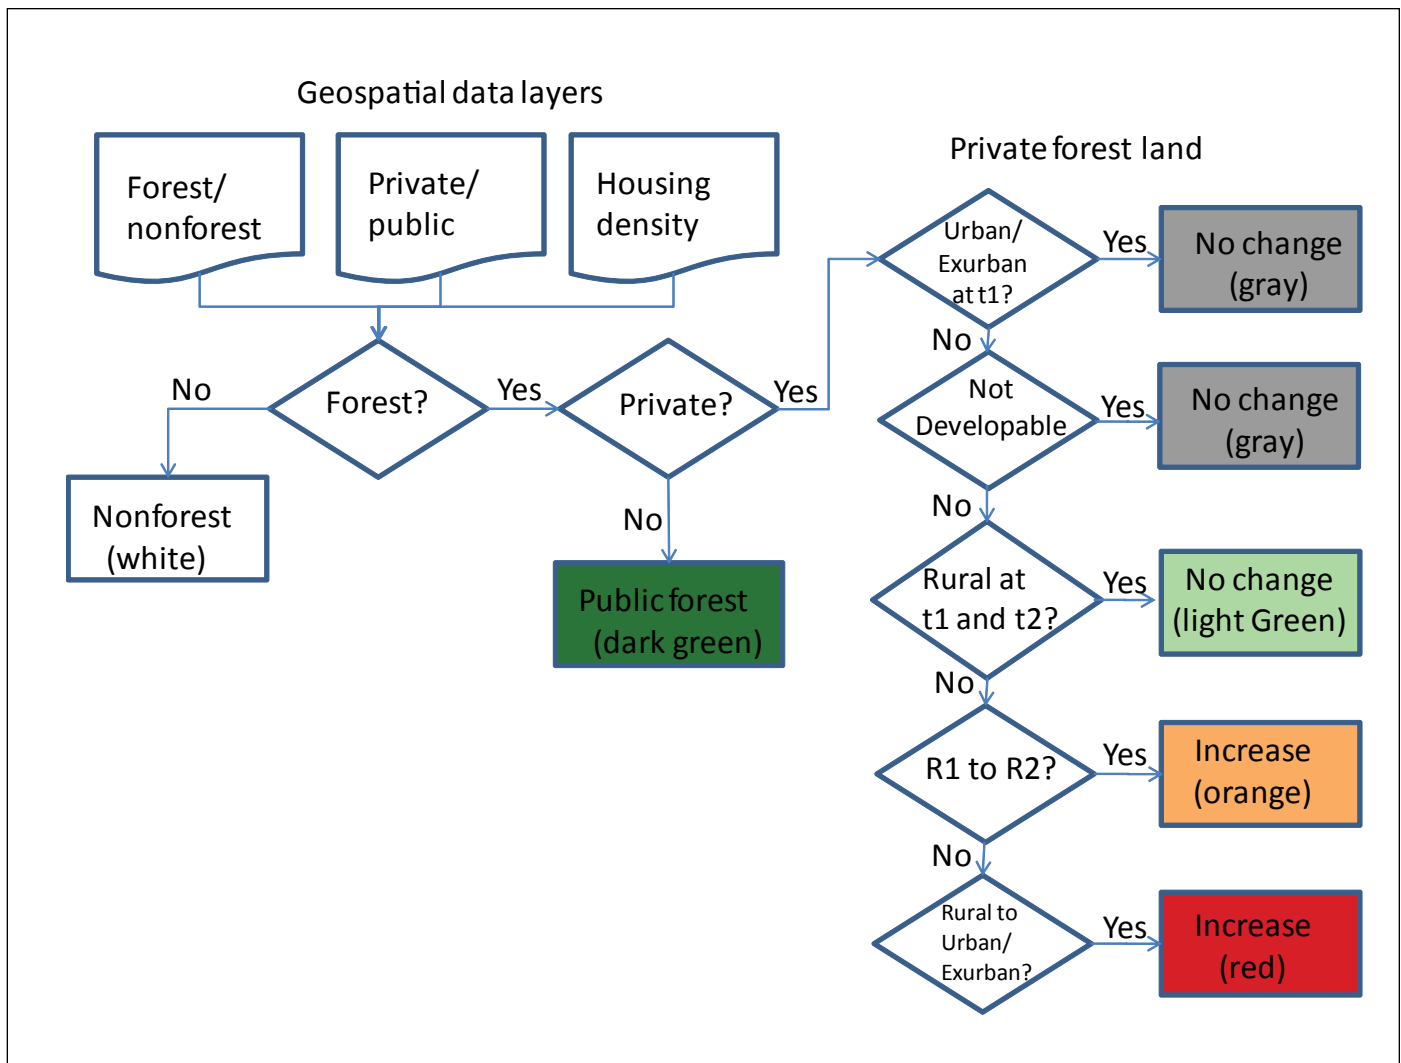 Geospatial data layers
Forest/
nonforest
Private/
public
Housing
density
Forest?
No
Yes
Nonforest
(white)
Private?
Yes
No
Public forest
(dark green)
Private forest land
Urban/
Exurban
at t1?
Yes
No change
(gray)
No
Not
Developable
Yes
No change
(gray)
No
Rural at
t1 and t2?
Yes
No change
(light Green)
No
R1 to R2?
Yes
Increase
(orange)
No
Rural to
Urban/
Exurban?
Yes
Increase
(red)